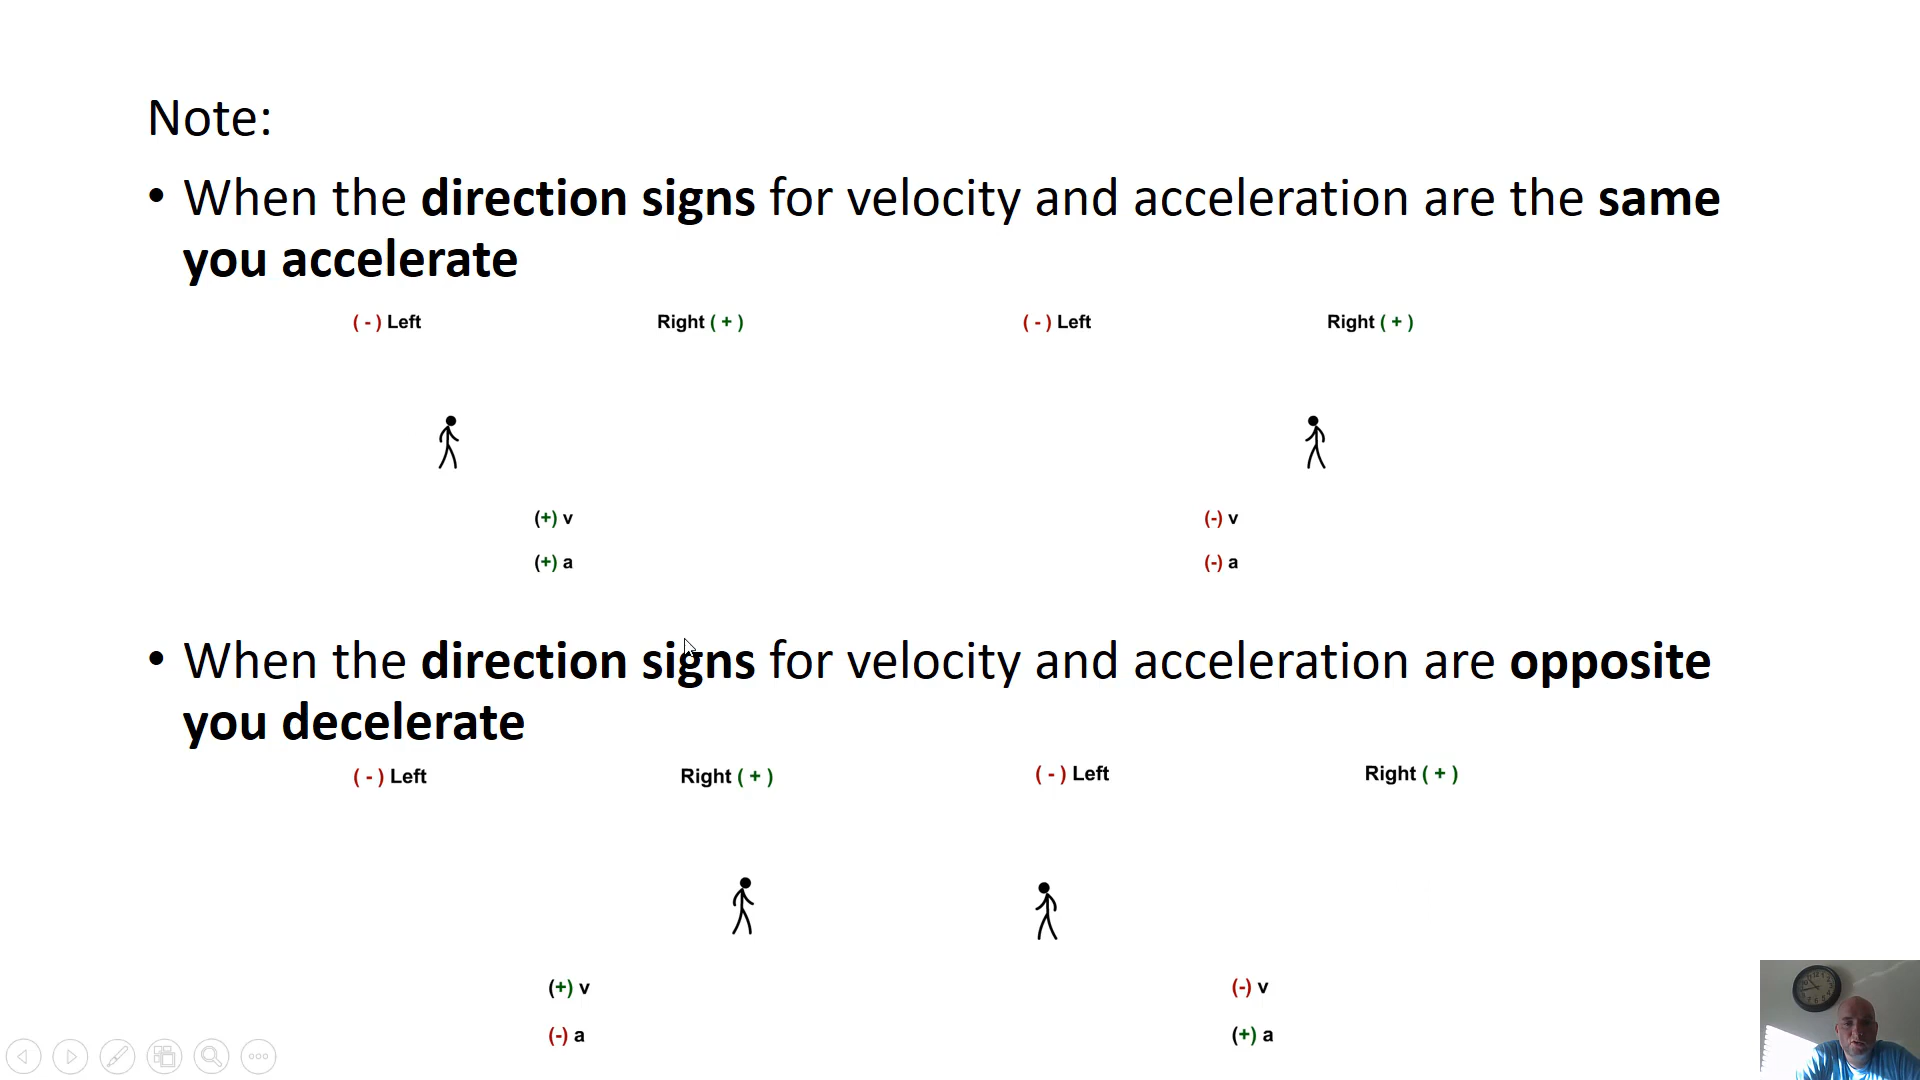 Note:
• When the direction signs for velocity and acceleration are the same
you accelerate
( - ) Left Right ( + ) ( - ) Left Right ( + )
(+) v (-) v
(+) a (-) a
• When the direction signs for velocity and acceleration are opposite
you decelerate
( - ) Left Right ( + ) ( - ) Left Right ( + )
(+) v (-) v
(-) a (+) a